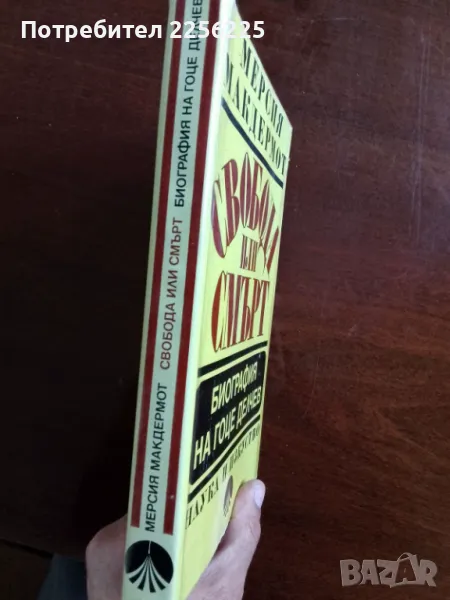 Потребител 2256225
МЕРСИЯ МАКДЕРМОТ СВОБОДА ИЛИ СМЪРТ БИОГРАФИЯ НА ГОЦЕ ДЕЛЧЕВ
МЕРСИЯ
МАКДЕРМОТ
СВОБОДА
ИЛИ
СМЪРТ
БИОГРАФИЯ
НА ГОЦЕ ДЕЛЧЕВ
НАУКА И ИЗКУСТВО
BAZAR